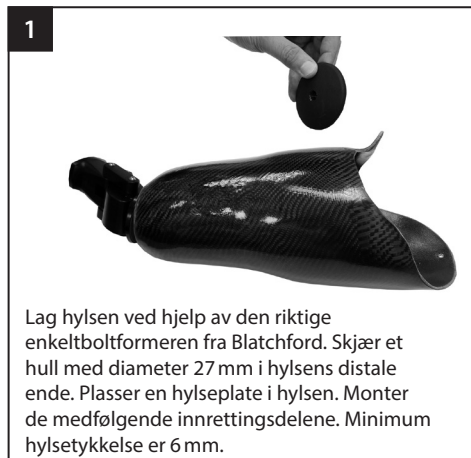 1
Lag hylsen ved hjelp av den riktige
enkeltboltformeren fra Blatchford. Skjær et
hull med diameter 27 mm i hylsens distale
ende. Plasser en hylseplate i hylsen. Monter
de medfølgende innrettingsdelene. Minimum
hylsetykkelse er 6 mm.